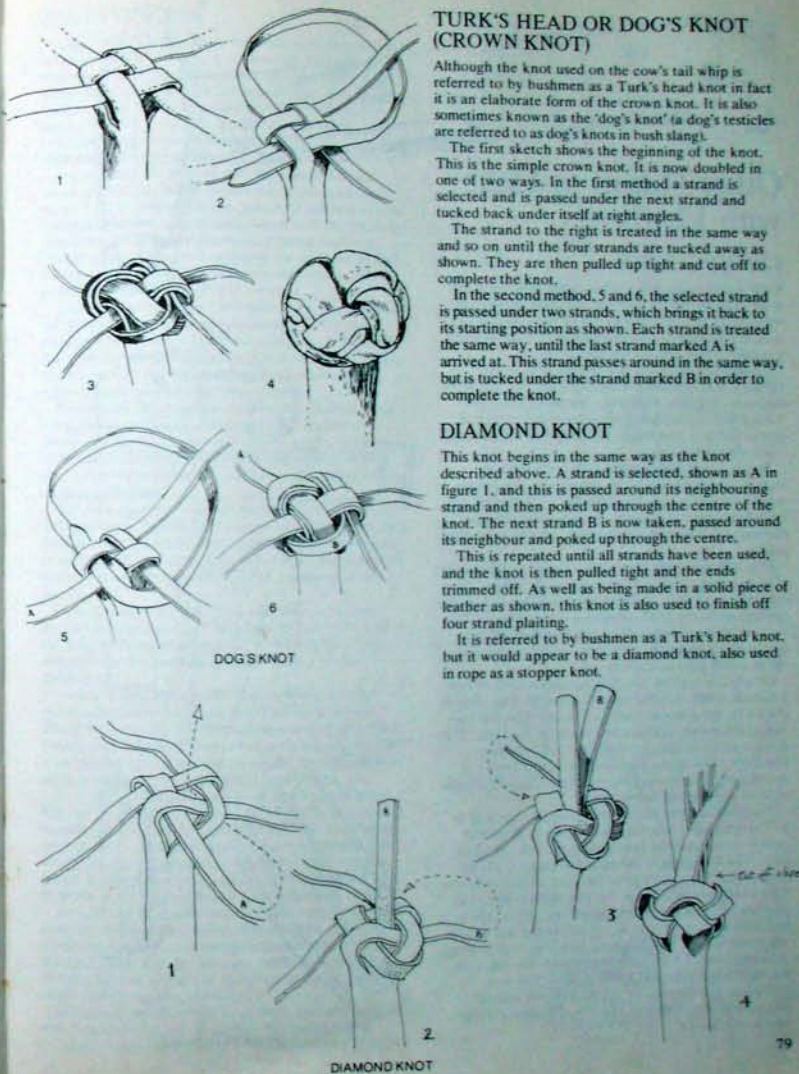 TURK'S HEAD OR DOG'S KNOT
(CROWN KNOT)
Although the knot used on the cow's tail whip is
referred to by bushmen as a Turk's head knot in fact
it is an elaborate form of the crown knot. It is also
sometimes known as the 'dog's knot' (a dog's testicles
are referred to as dog's knots in bush slang).
The first sketch shows the beginning of the knot.
This is the simple crown knot. It is now doubled in
one of two ways. In the first method a strand is
selected and is passed under the next strand and
tucked back under itself at right angles.
The strand to the right is treated in the same way
and so on until the four strands are tucked away as
shown. They are then pulled up tight and cut off to
complete the knot.
In the second method, 5 and 6, the selected strand
is passed under two strands, which brings it back to
its starting position as shown. Each strand is treated
the same way, until the last strand marked A is
arrived at. This strand passes around in the same way,
but is tucked under the strand marked B in order to
complete the knot.
DIAMOND KNOT
This knot begins in the same way as the knot
described above. A strand is selected, shown as A in
figure 1, and this is passed around its neighbouring
strand and then poked up through the centre of the
knot. The next strand B is now taken, passed around
its neighbour and poked up through the centre.
This is repeated until all strands have been used,
and the knot is then pulled tight and the ends
trimmed off. As well as being made in a solid piece of
leather as shown, this knot is also used to finish off
four strand plaiting.
It is referred to by bushmen as a Turk's head knot,
but it would appear to be a diamond knot, also used
in rope as a stopper knot.
1
2
3
4
A
B
A
5
6
DOG'S KNOT
A
1
A
B
2
B
3
4
DIAMOND KNOT
79